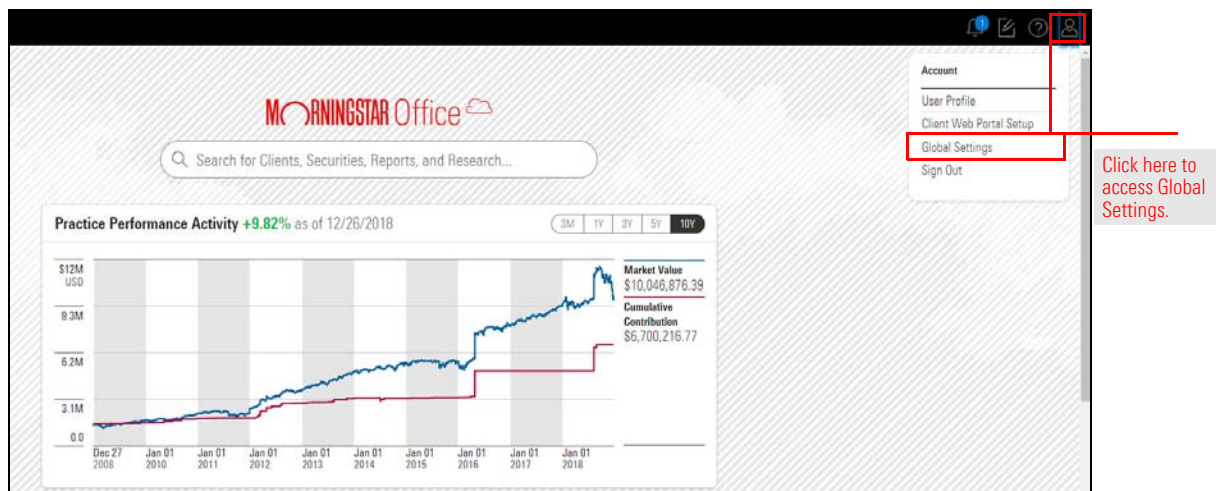 1
Account
User Profile
Client Web Portal Setup
Global Settings
Sign Out
Click here to
access Global
Settings.
MORNINGSTAR Office
Search for Clients, Securities, Reports, and Research...
Practice Performance Activity +9.82% as of 12/26/2018
3M 1Y 3Y 5Y 10Y
$12M
USD
9.3M
6.2M
3.1M
0.0
Dec 27 Jan 01 Jan 01 Jan 01 Jan 01 Jan 01 Jan 01 Jan 01 Jan 01 Jan 01
2008 2010 2011 2012 2013 2014 2015 2016 2017 2018
Market Value
$10,046,876.39
Cumulative
Contribution
$6,700,216.77